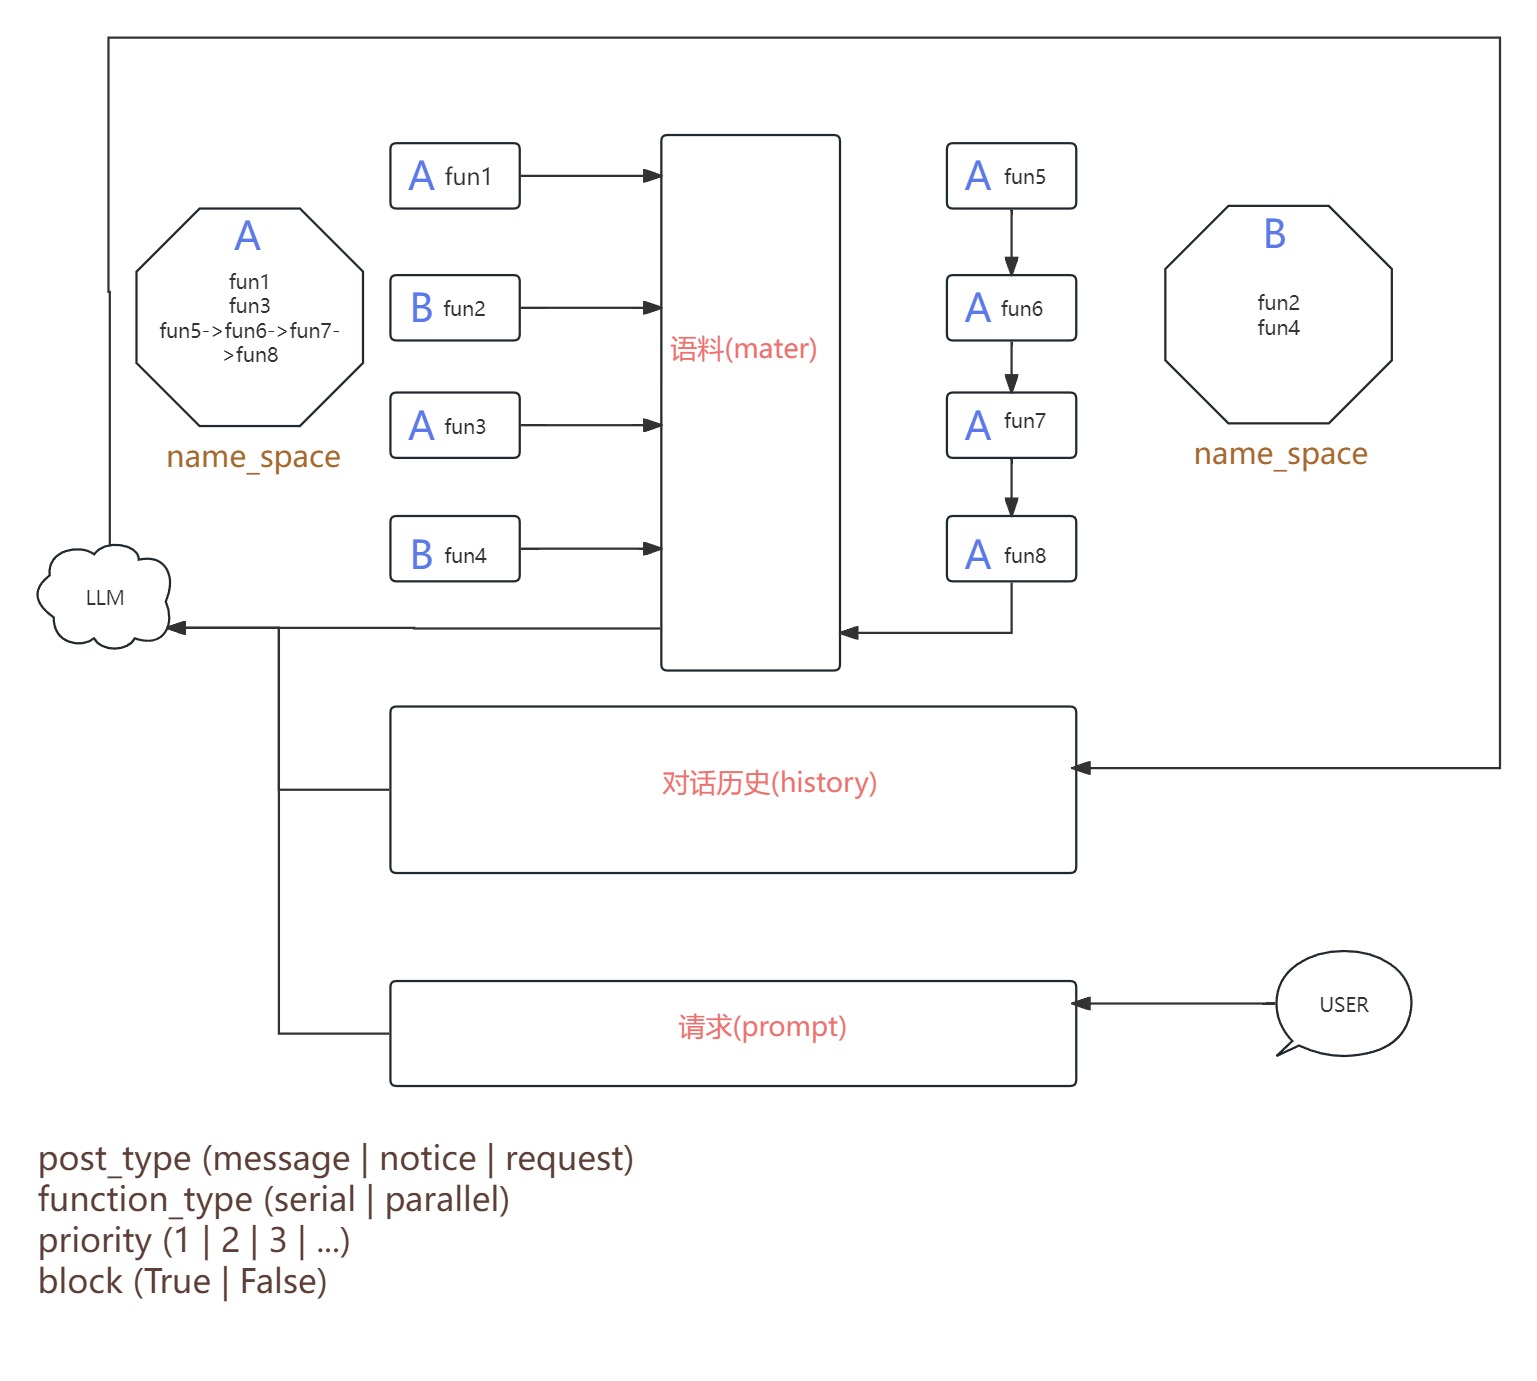 A fun1
A fun5
A
fun1
fun3
fun5->fun6->fun7-
>fun8
name_space
B fun2
A fun6
B
fun2
fun4
name_space
语料(mater)
A fun3
A fun7
B fun4
A fun8
LLM
对话历史(history)
请求(prompt)
USER
post_type (message | notice | request)
function_type (serial | parallel)
priority (1 | 2 | 3 | ...)
block (True | False)